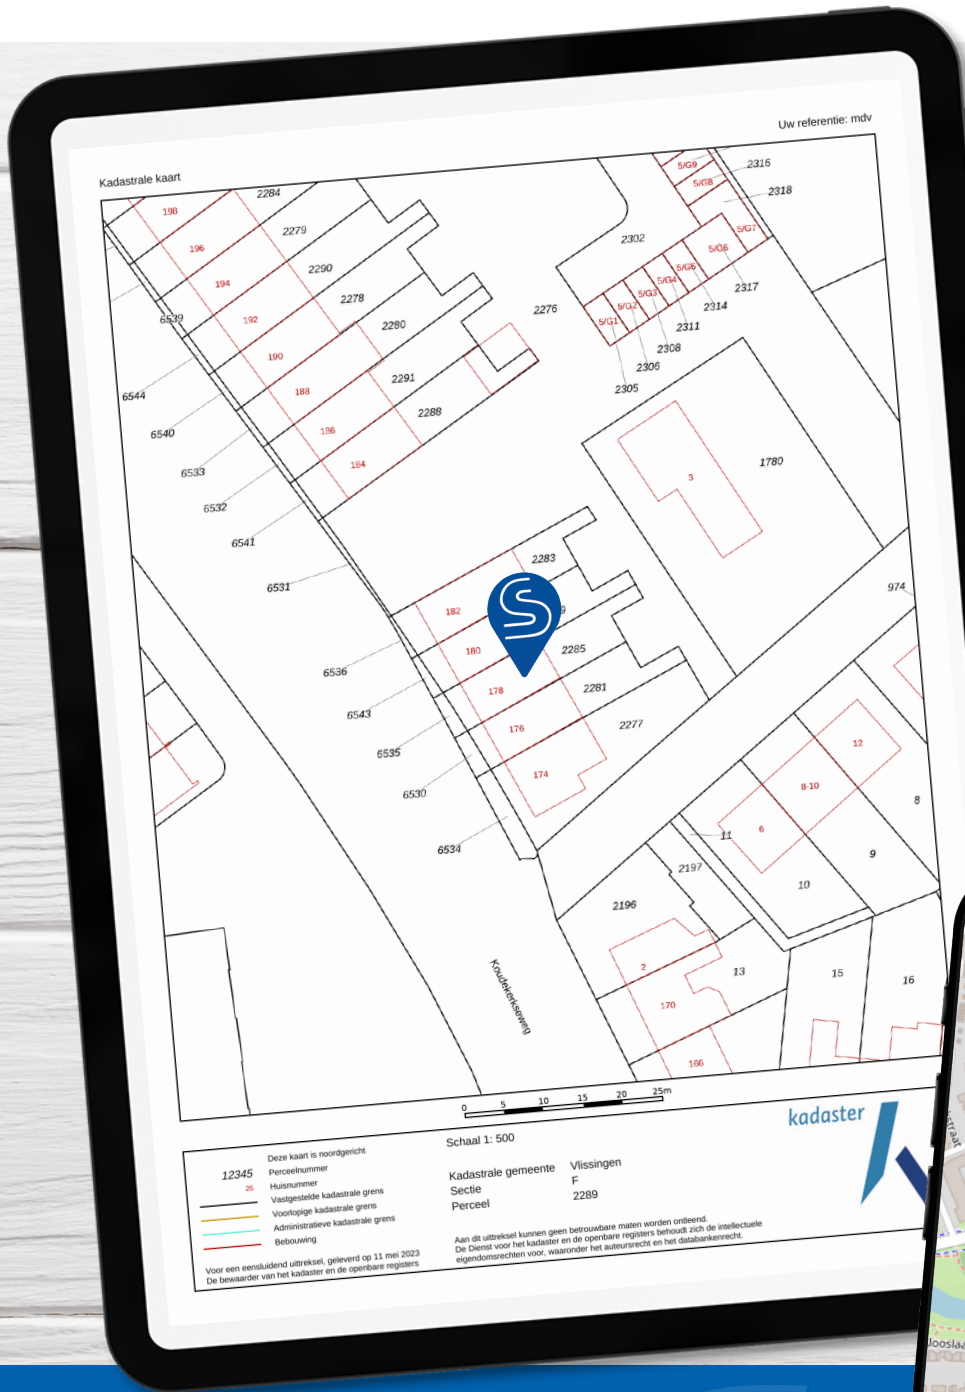 Uw referentie: mdv
Kadastrale kaart
198
2284
196
2279
194
2290
192
2278
190
2280
188
2291
186
2288
184
2276
2302
5/G9
2316
5/G8
2318
5/G7
5/G6
5/G5
5/G4
5/G3
5/G2
5/G1
2317
2314
2311
2308
2306
2305
6539
6544
6540
6533
6532
6541
6531
6536
6543
6535
6530
6534
3
1780
974
2283
182
9
180
2285
178
2281
176
2277
174
12
8-10
6
8
11
9
10
2197
2196
2
13
170
15
16
166
Koudekerkseweg
0 5 10 15 20 25m
Schaal 1: 500
Deze kaart is noordgericht
12345 Perceelnummer
25 Huisnummer
Vastgestelde kadastrale grens
Voorlopige kadastrale grens
Administratieve kadastrale grens
Bebouwing
Voor een eensluidend uittreksel, geleverd op 11 mei 2023
De bewaarder van het kadaster en de openbare registers
Kadastrale gemeente Vlissingen
Sectie F
Perceel 2289
Aan dit uittreksel kunnen geen betrouwbare maten worden ontleend.
De Dienst voor het kadaster en de openbare registers behoudt zich de intellectuele
eigendomsrechten voor, waaronder het auteursrecht en het databankenrecht.
kadaster